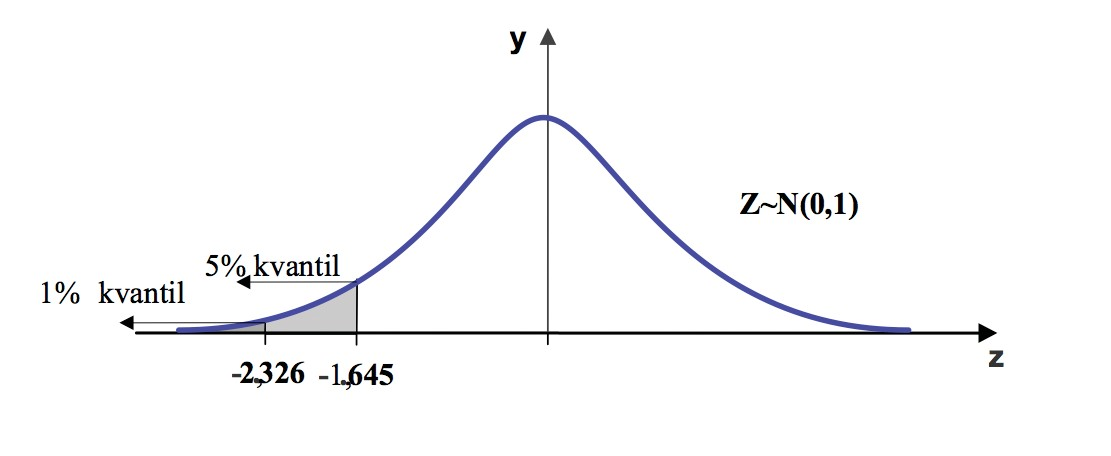 y
Z~N(0,1)
5% kvantil
1% kvantil
-2,326 -1,645
z